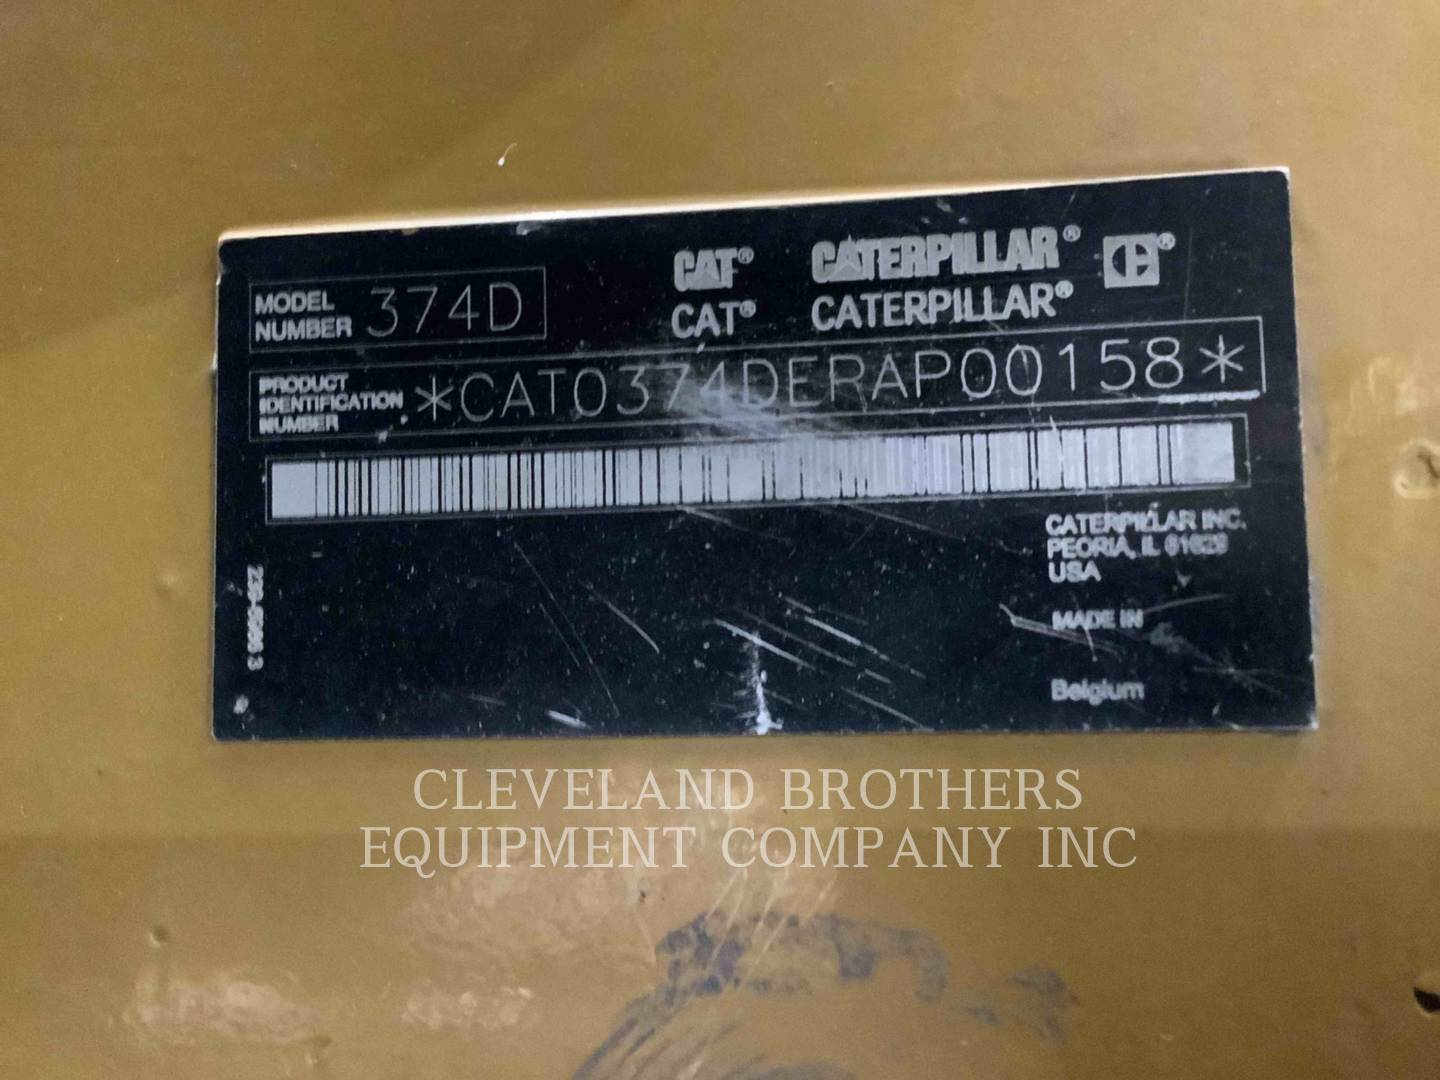 MODEL
NUMBER 374D
CAT® CATERPILLAR® C®
CAT® CATERPILLAR®
PRODUCT
IDENTIFICATION
NUMBER
*CAT0374DERAP00158*
CATERPILLAR INC.
PEORIA, IL 61629
USA
MADE IN
Belgium
CLEVELAND BROTHERS
EQUIPMENT COMPANY INC